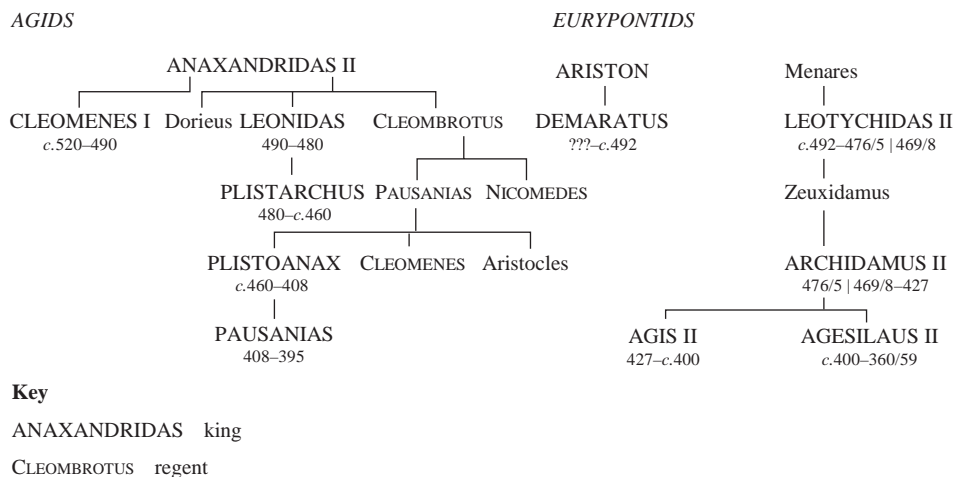 AGIDS EURYPONTIDS
ANAXANDRIDAS II ARISTON Menares
CLEOMENES I Dorieus LEONIDAS CLEOMBROTUS DEMARATUS LEOTYCHIDAS II
c.520–490 490–480 ???–c.492 c.492–476/5 | 469/8
PLISTARCHUS PAUSANIAS NICOMEDES Zeuxidamus
480–c.460
PLISTOANAX CLEOMENES Aristocles ARCHIDAMUS II
c.460–408 476/5 | 469/8–427
PAUSANIAS AGIS II AGESILAUS II
408–395 427–c.400 c.400–360/59
Key
ANAXANDRIDAS king
CLEOMBROTUS regent